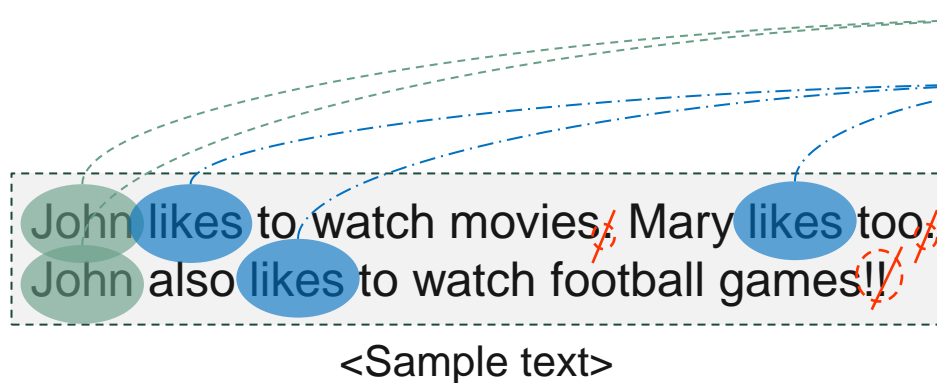 John likes to watch movies. Mary likes too.
John also likes to watch football games!!
<Sample text>